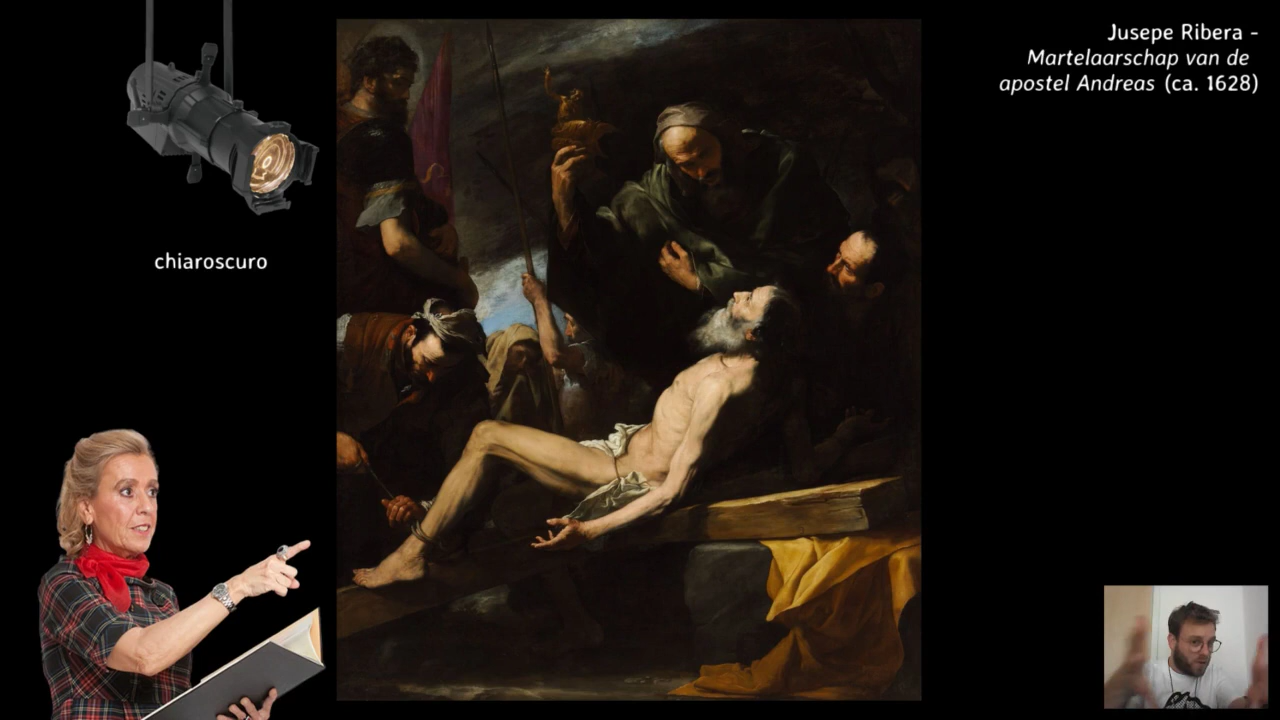 Jusepe Ribera -
Martelaarschap van de
apostel Andreas (ca. 1628)
chiaroscuro